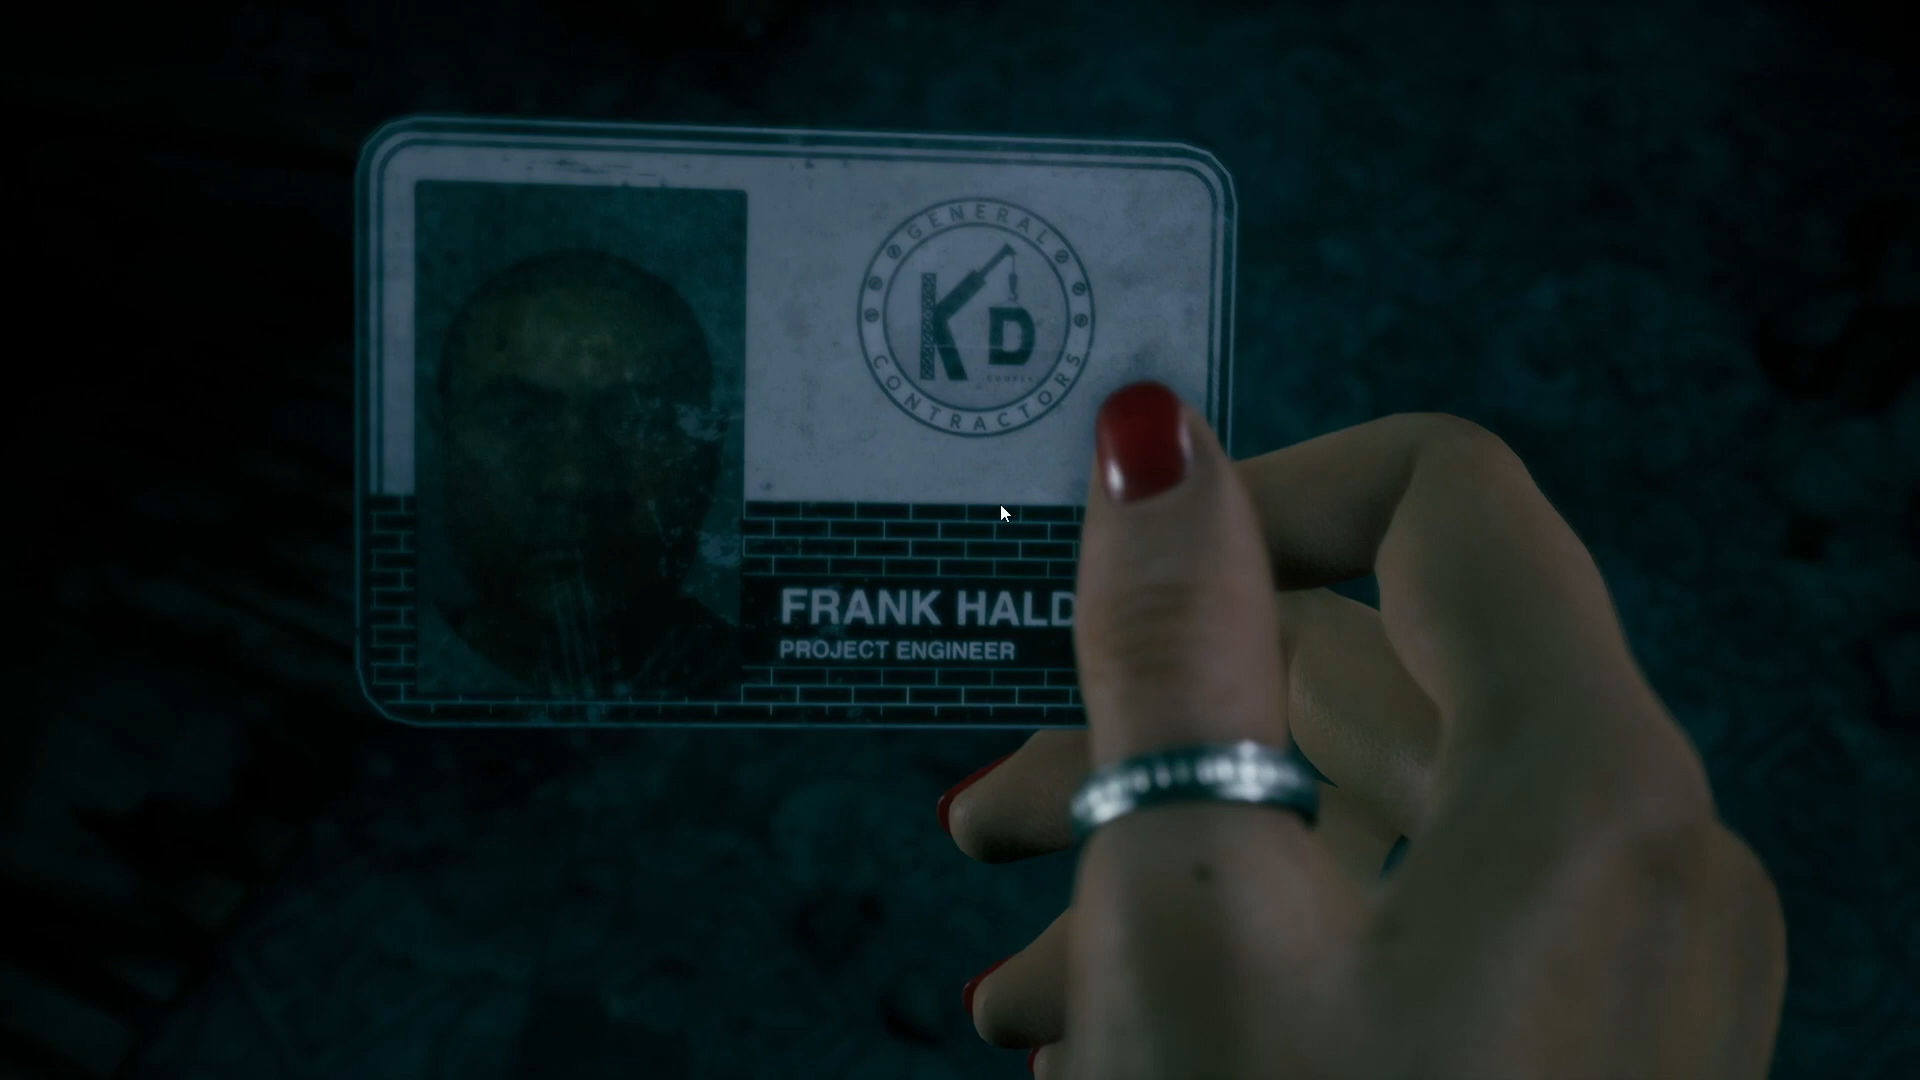 GENERAL
KD
CONTRACTORS
FRANK HALD
PROJECT ENGINEER